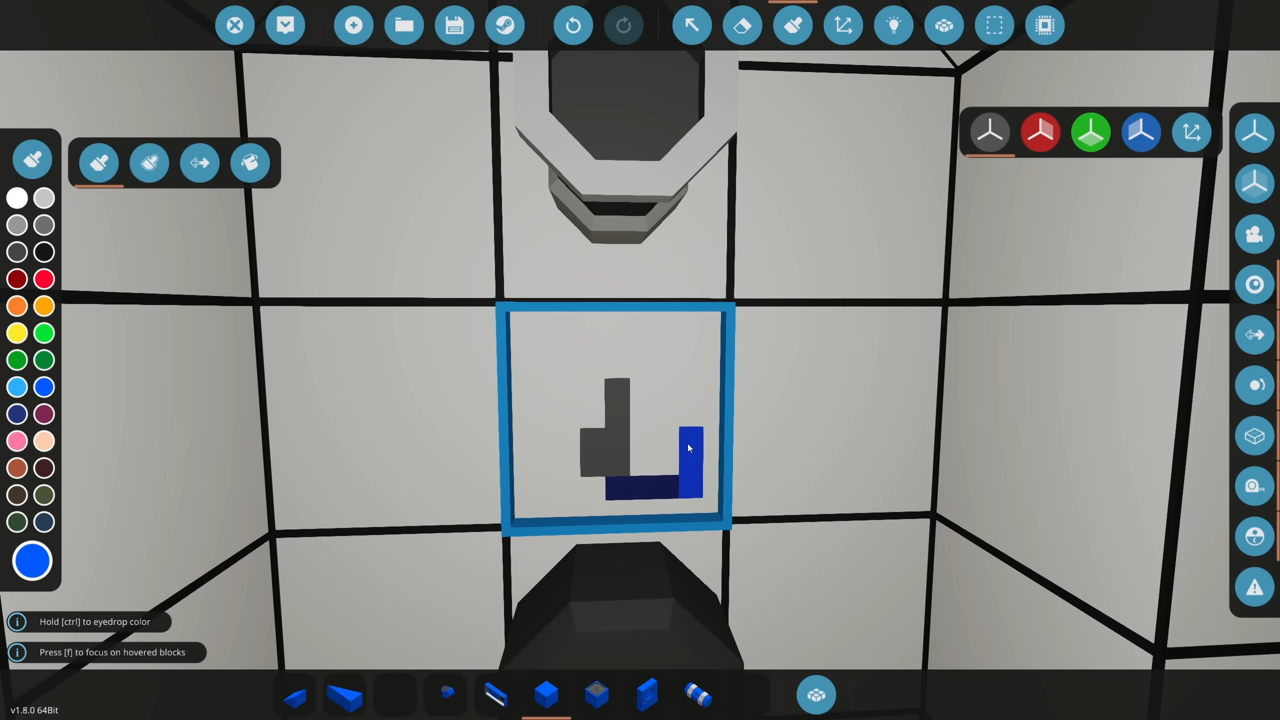 Hold [ctrl] to eyedrop color
Press [f] to focus on hovered blocks
v1.8.0 64Bit